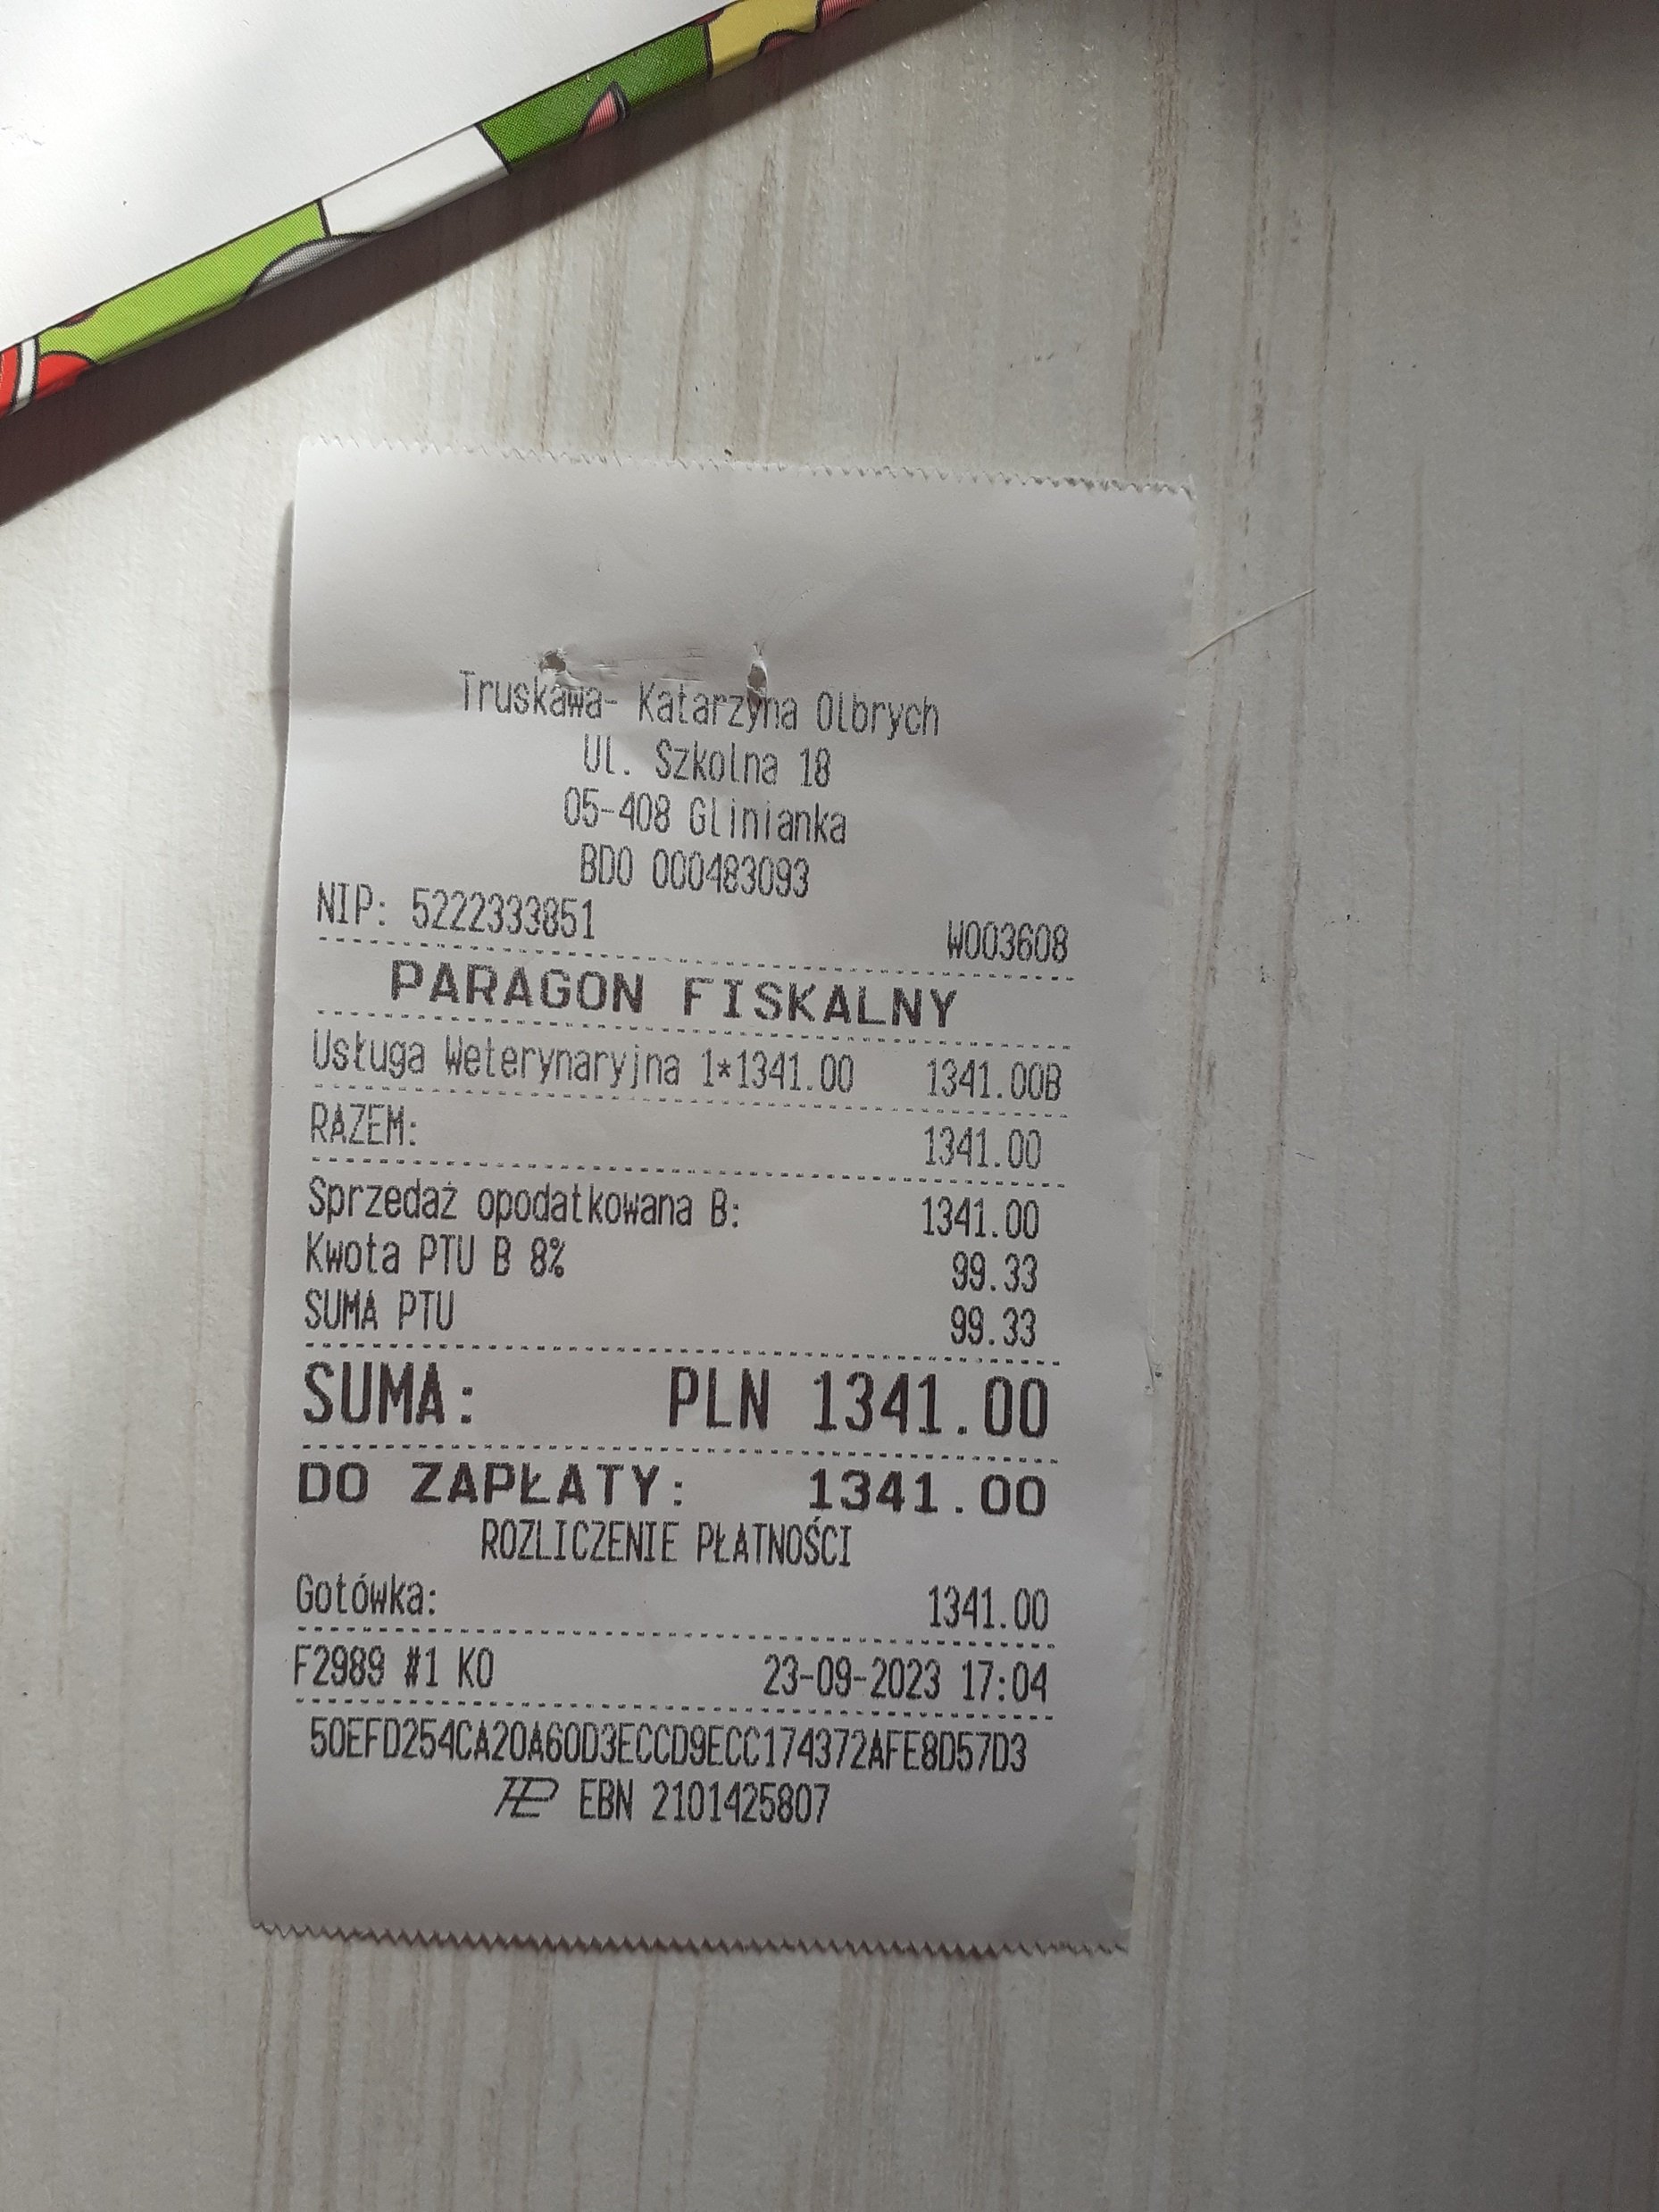 Truskawa- Katarzyna Olbrych
Ul. Szkolna 18
05-408 Glinianka
BDO 000483093
NIP: 5222333851 W003608
PARAGON FISKALNY
Usługa Weterynaryjna 1*1341.00 1341.00B
RAZEM: 1341.00
Sprzedaż opodatkowana B: 1341.00
Kwota PTU B 8% 99.33
SUMA PTU 99.33
SUMA: PLN 1341.00
DO ZAPŁATY: 1341.00
ROZLICZENIE PŁATNOŚCI
Gotówka: 1341.00
F2989 #1 KO 23-09-2023 17:04
50EFD254CA20A60D3ECCD9ECC174372AFE8D57D3
EBN 2101425807